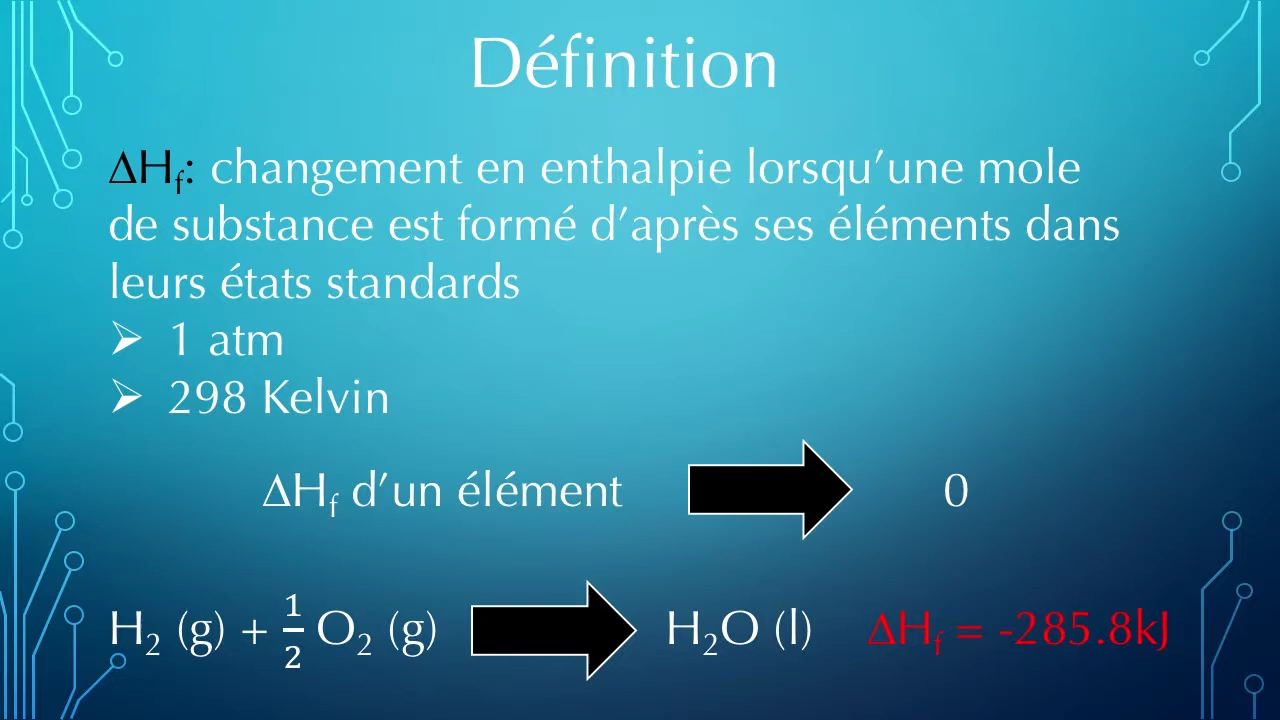 Définition
ΔHf: changement en enthalpie lorsqu’une mole
de substance est formé d’après ses éléments dans
leurs états standards
➢ 1 atm
➢ 298 Kelvin
ΔHf d’un élément 0
H₂ (g) + ½ O₂ (g) H₂O (l) ΔHf = -285.8kJ